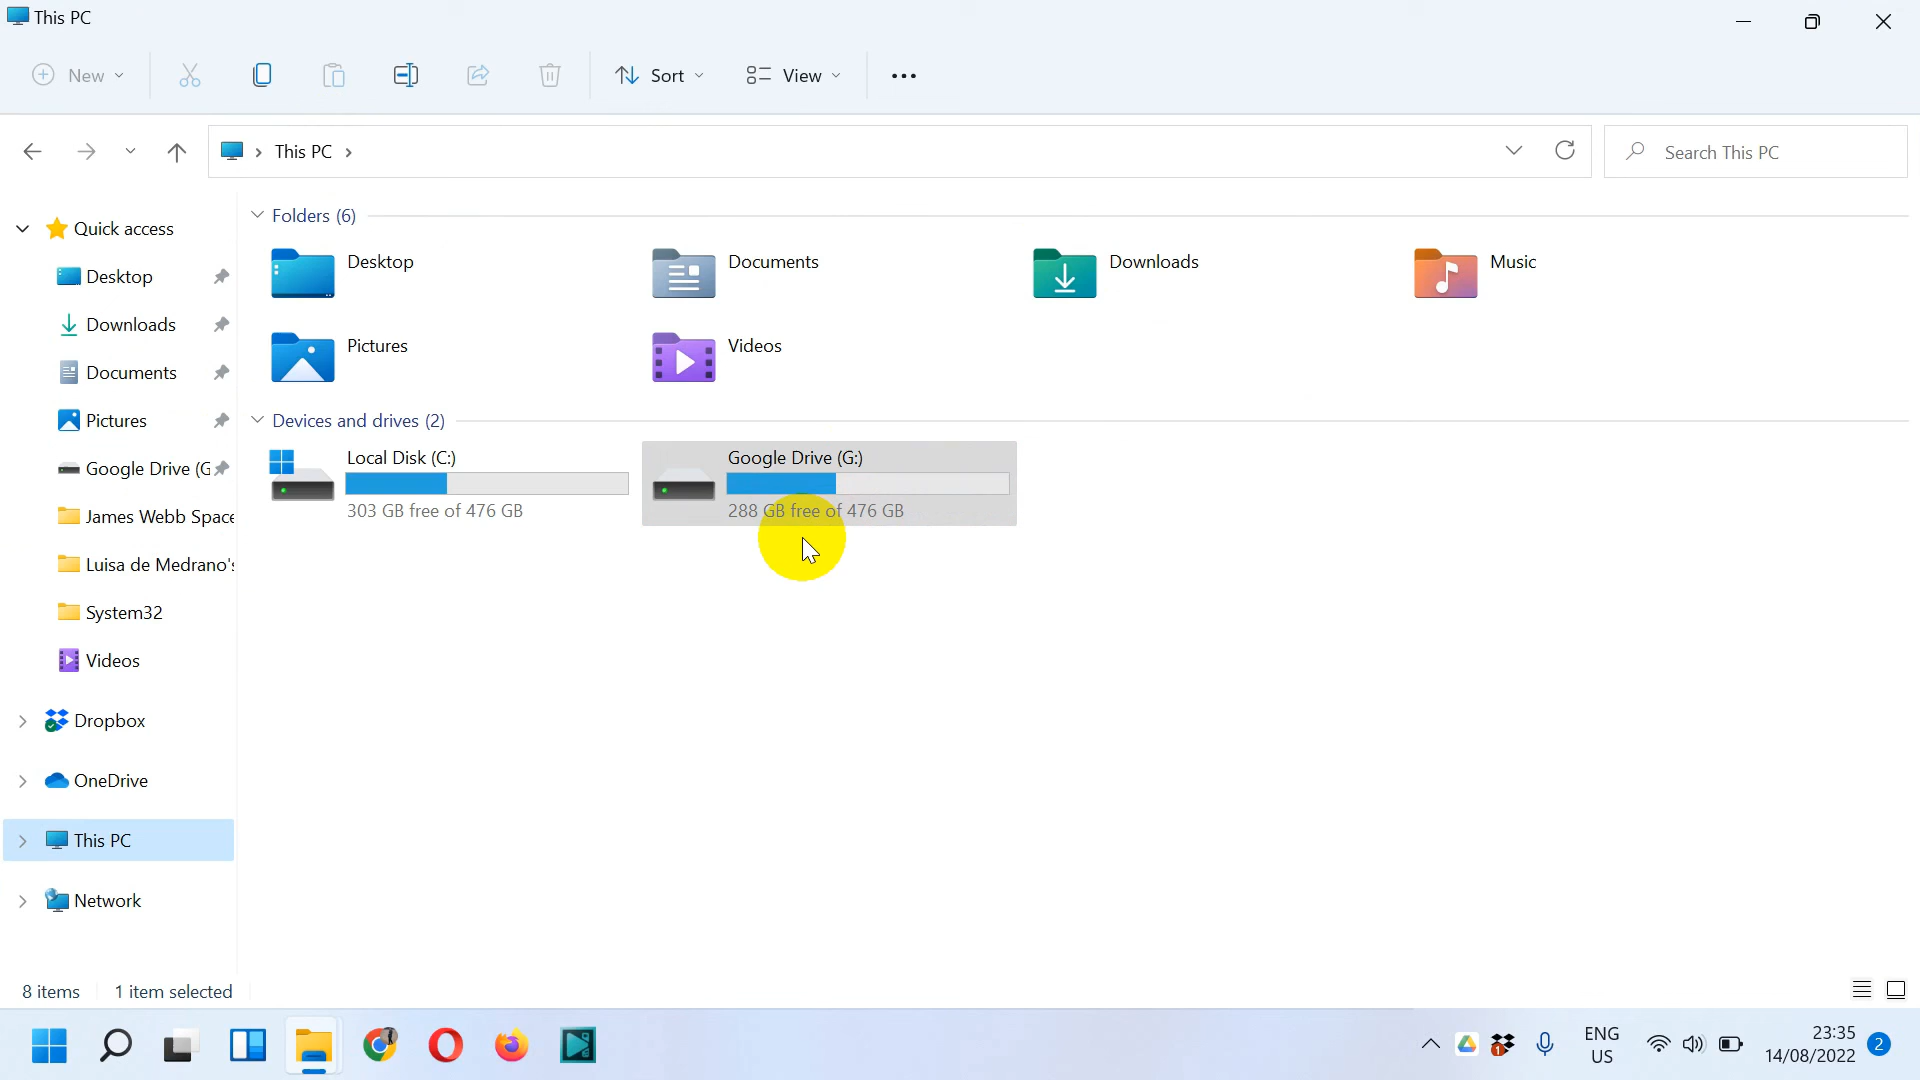 This PC
New
Sort
View
This PC
Search This PC
Quick access
Desktop
Downloads
Documents
Pictures
Google Drive (G
James Webb Space
Luisa de Medrano's
System32
Videos
Dropbox
OneDrive
This PC
Network
Folders (6)
Desktop
Documents
Downloads
Music
Pictures
Videos
Devices and drives (2)
Local Disk (C:)
303 GB free of 476 GB
Google Drive (G:)
288 GB free of 476 GB
8 items
1 item selected
1
ENG
US
23:35
14/08/2022
2